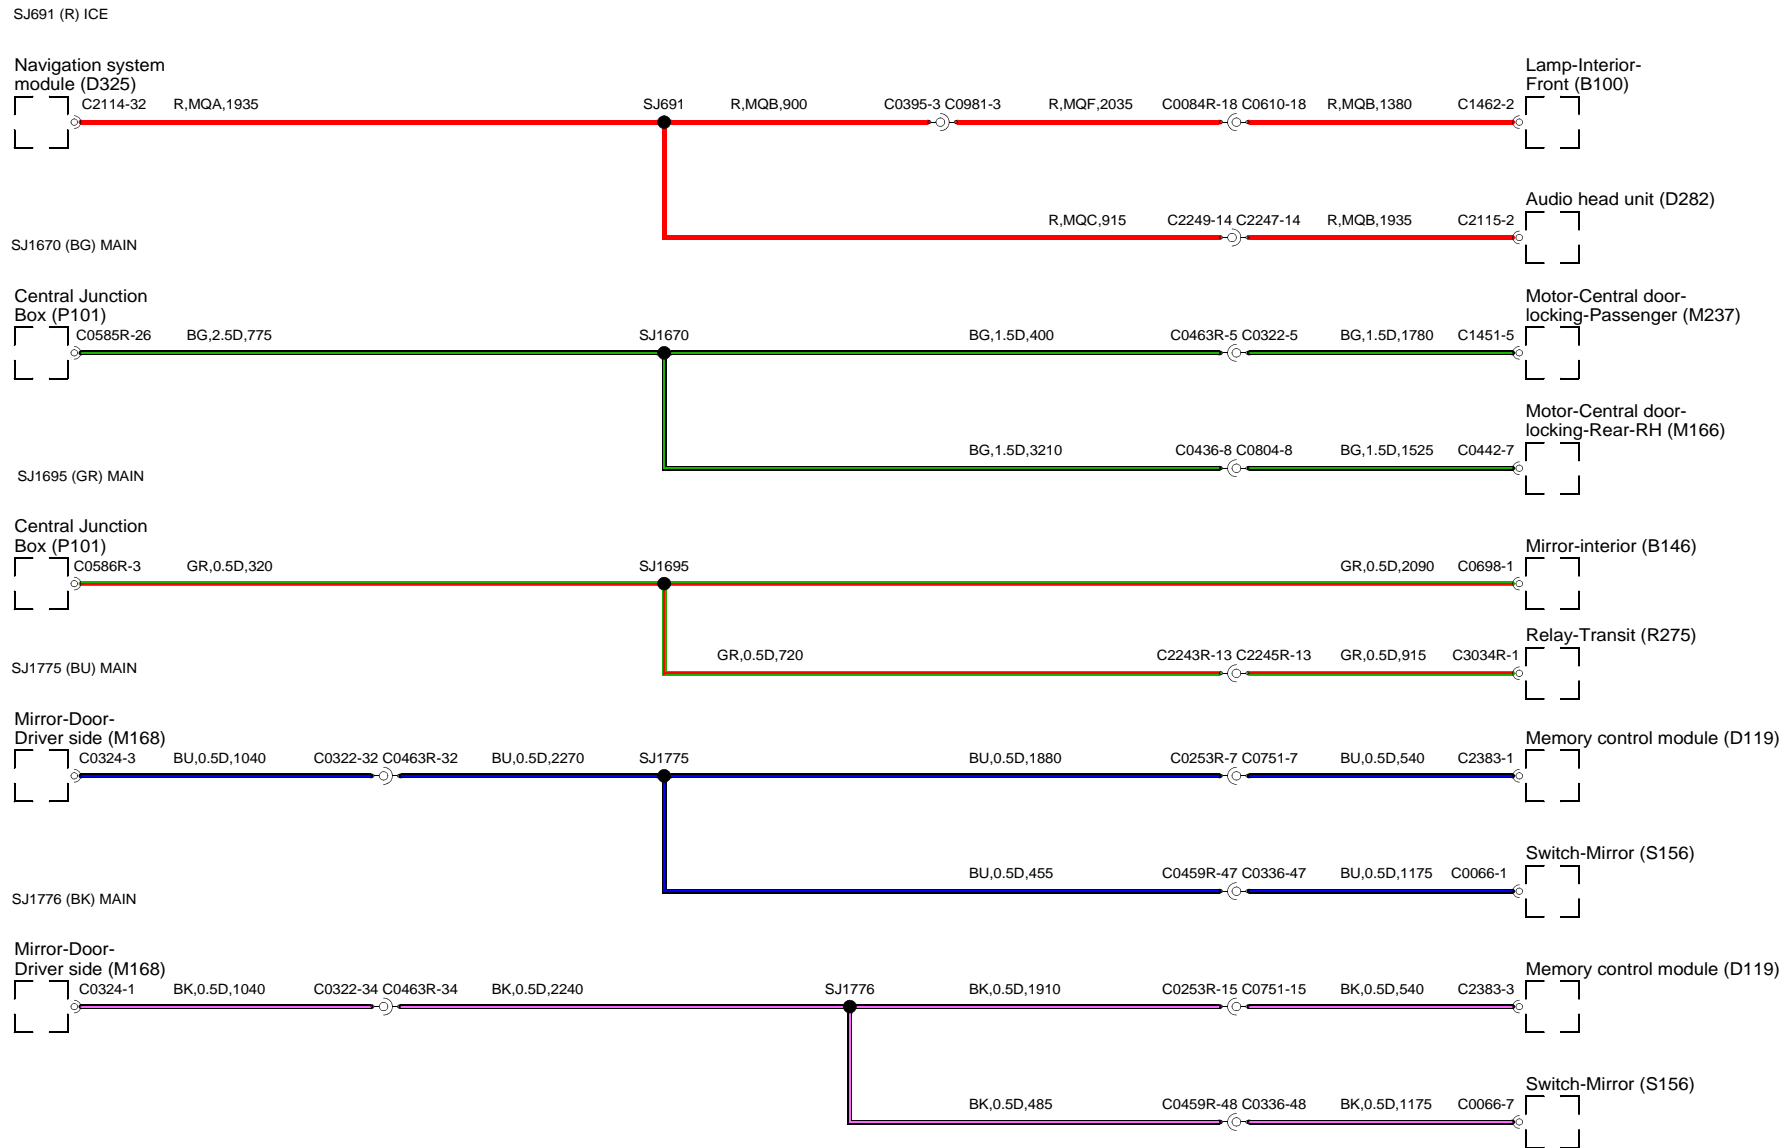 SJ691 (R) ICE
Navigation system
module (D325)
Lamp-Interior-
Front (B100)
C2114-32 R,MQA,1935 SJ691 R,MQB,900 C0395-3 C0981-3 R,MQF,2035 C0084R-18 C0610-18 R,MQB,1380 C1462-2
Audio head unit (D282)
R,MQC,915 C2249-14 C2247-14 R,MQB,1935 C2115-2
SJ1670 (BG) MAIN
Central Junction
Box (P101)
Motor-Central door-
locking-Passenger (M237)
C0585R-26 BG,2.5D,775 SJ1670 BG,1.5D,400 C0463R-5 C0322-5 BG,1.5D,1780 C1451-5
Motor-Central door-
locking-Rear-RH (M166)
BG,1.5D,3210 C0436-8 C0804-8 BG,1.5D,1525 C0442-7
SJ1695 (GR) MAIN
Central Junction
Box (P101)
Mirror-interior (B146)
C0586R-3 GR,0.5D,320 SJ1695 GR,0.5D,2090 C0698-1
Relay-Transit (R275)
GR,0.5D,720 C2243R-13 C2245R-13 GR,0.5D,915 C3034R-1
SJ1775 (BU) MAIN
Mirror-Door-
Driver side (M168)
Memory control module (D119)
C0324-3 BU,0.5D,1040 C0322-32 C0463R-32 BU,0.5D,2270 SJ1775 BU,0.5D,1880 C0253R-7 C0751-7 BU,0.5D,540 C2383-1
Switch-Mirror (S156)
BU,0.5D,455 C0459R-47 C0336-47 BU,0.5D,1175 C0066-1
SJ1776 (BK) MAIN
Mirror-Door-
Driver side (M168)
Memory control module (D119)
C0324-1 BK,0.5D,1040 C0322-34 C0463R-34 BK,0.5D,2240 SJ1776 BK,0.5D,1910 C0253R-15 C0751-15 BK,0.5D,540 C2383-3
Switch-Mirror (S156)
BK,0.5D,485 C0459R-48 C0336-48 BK,0.5D,1175 C0066-7